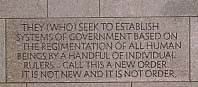 THEY (WHO) SEEK TO ESTABLISH
SYSTEMS OF GOVERNMENT BASED ON
THE REGIMENTATION OF ALL HUMAN
BEINGS BY A HANDFUL OF INDIVIDUAL
RULERS... CALL THIS A NEW ORDER.
IT IS NOT NEW AND IT IS NOT ORDER.